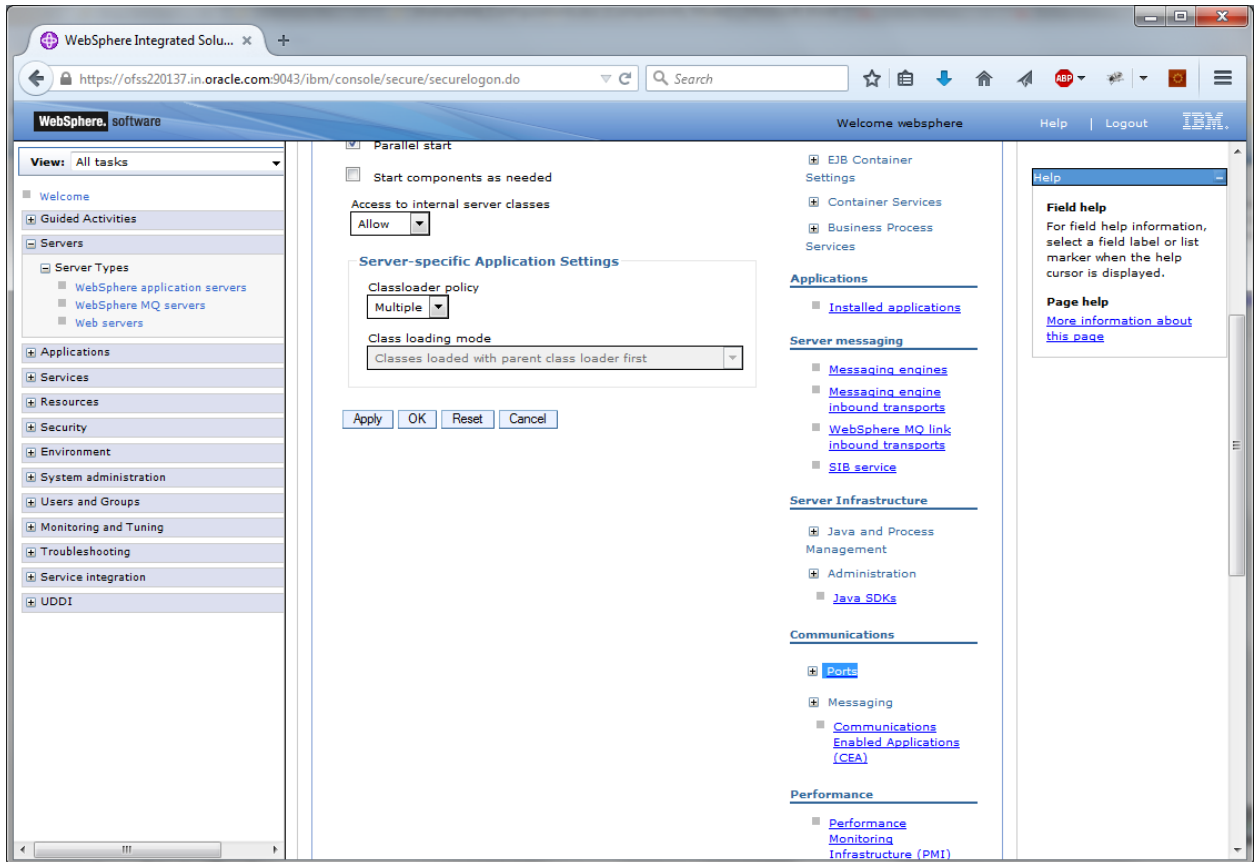 WebSphere Integrated Solu...
https://ofss220137.in.oracle.com:9043/ibm/console/secure/securelogon.do
Search
ABP
WebSphere. software
Welcome websphere
Help | Logout
IBM.
View: All tasks
Welcome
Guided Activities
Servers
Server Types
WebSphere application servers
WebSphere MQ servers
Web servers
Applications
Services
Resources
Security
Environment
System administration
Users and Groups
Monitoring and Tuning
Troubleshooting
Service integration
UDDI
Parallel start
Start components as needed
Access to internal server classes
Allow
Server-specific Application Settings
Classloader policy
Multiple
Class loading mode
Classes loaded with parent class loader first
Apply OK Reset Cancel
EJB Container
Settings
Container Services
Business Process
Services
Applications
Installed applications
Server messaging
Messaging engines
Messaging engine
inbound transports
WebSphere MQ link
inbound transports
SIB service
Server Infrastructure
Java and Process
Management
Administration
Java SDKs
Communications
Ports
Messaging
Communications
Enabled Applications
(CEA)
Performance
Performance
Monitoring
Infrastructure (PMI)
Help
Field help
For field help information,
select a field label or list
marker when the help
cursor is displayed.
Page help
More information about
this page